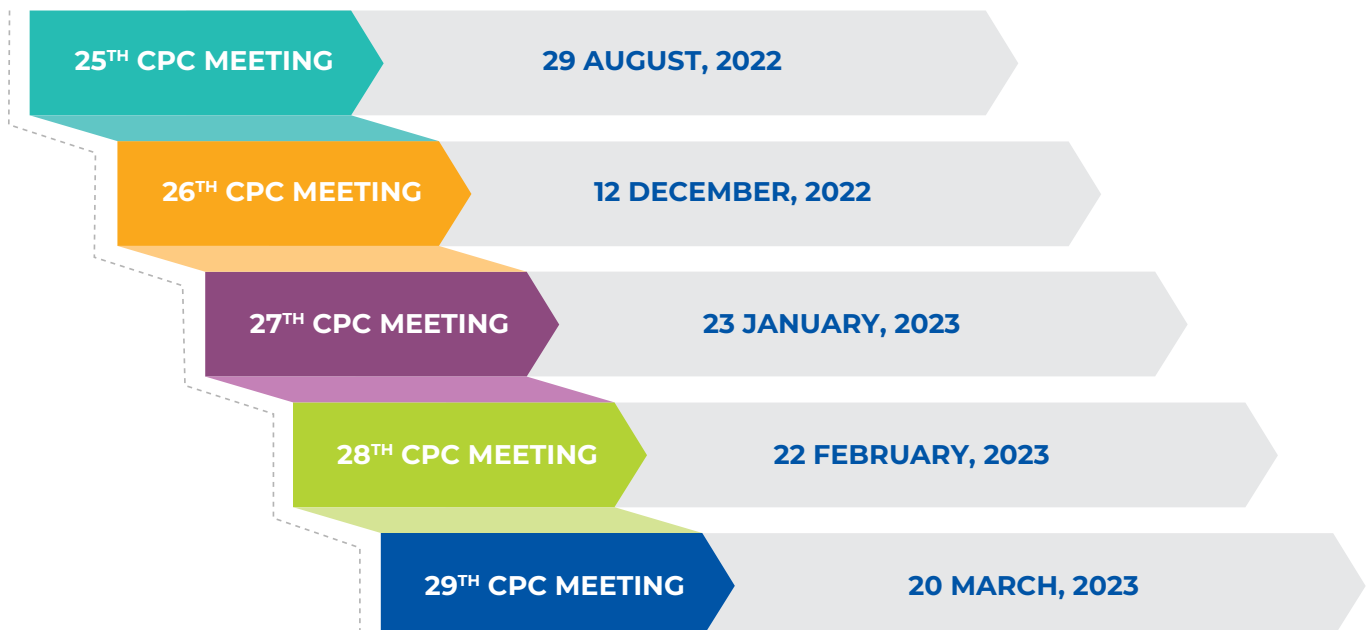 25TH CPC MEETING
29 AUGUST, 2022
26TH CPC MEETING
12 DECEMBER, 2022
27TH CPC MEETING
23 JANUARY, 2023
28TH CPC MEETING
22 FEBRUARY, 2023
29TH CPC MEETING
20 MARCH, 2023